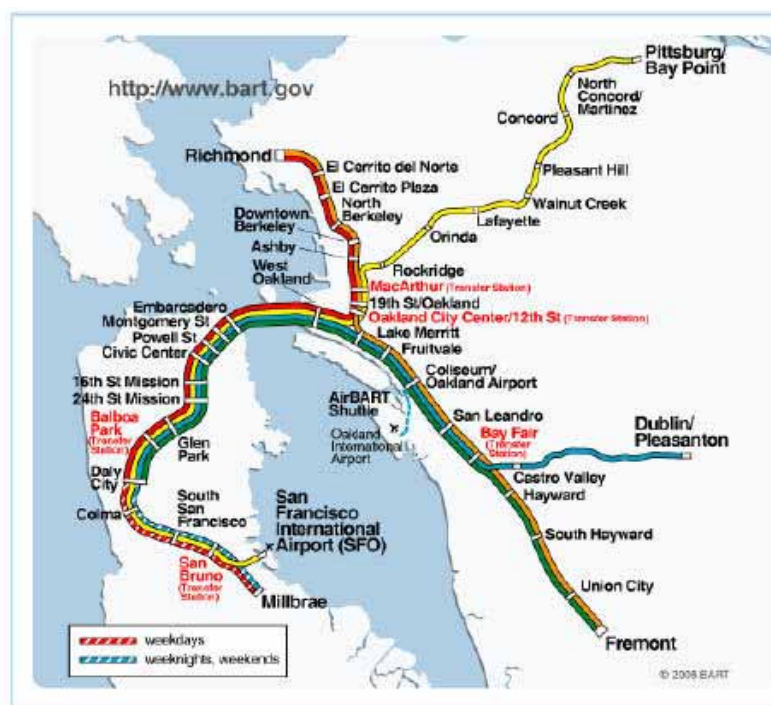 http://www.bart.gov
Pittsburg/
Bay Point
North
Concord/
Martinez
Concord
Pleasant Hill
Walnut Creek
Lafayette
Orinda
Rockridge
Richmond
El Cerrito del Norte
El Cerrito Plaza
North
Berkeley
Downtown
Berkeley
Ashby
West
Oakland
MacArthur (Transfer Station)
19th St/Oakland
Oakland City Center/12th St (Transfer Station)
Lake Merritt
Fruitvale
Coliseum/
Oakland Airport
Embarcadero
Montgomery St
Powell St
Civic Center
16th St Mission
24th St Mission
Balboa
Park
(Transfer
Station)
Glen
Park
Daly
City
Colma
South
San
Francisco
San
Francisco
International
Airport (SFO)
San
Bruno
(Transfer
Station)
Millbrae
AirBART
Shuttle
Oakland
International
Airport
San Leandro
Bay Fair
(Transfer
Station)
Dublin/
Pleasanton
Castro Valley
Hayward
South Hayward
Union City
Fremont
weekdays
weeknights, weekends
© 2008 BART